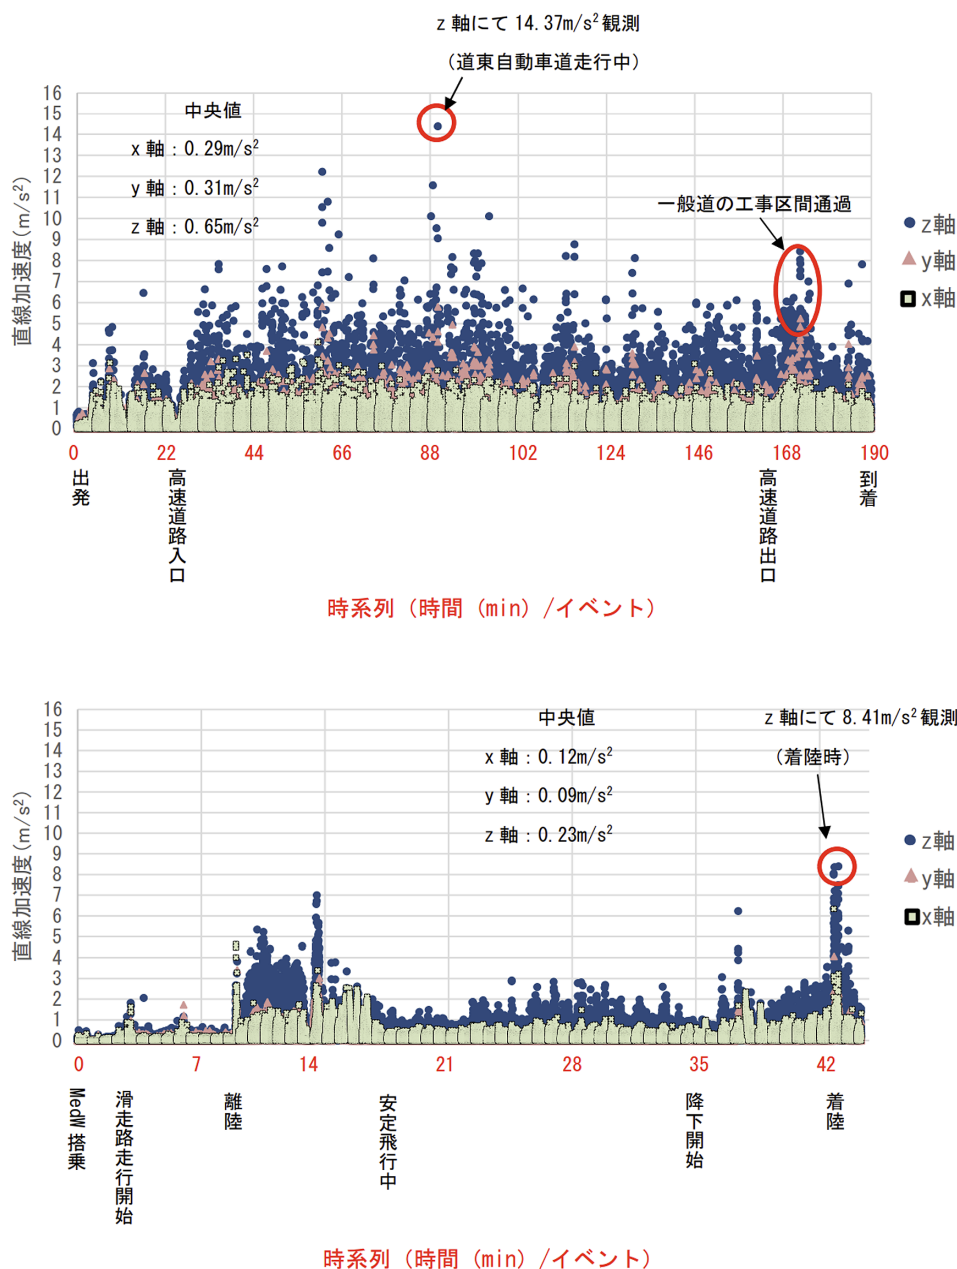 z 軸にて 14.37m/s²観測
（道東自動車道走行中）
中央値
x 軸：0.29m/s²
y 軸：0.31m/s²
z 軸：0.65m/s²
一般道の工事区間通過
直線加速度(m/s²)
16
15
14
13
12
11
10
9
8
7
6
5
4
3
2
1
0
z軸
y軸
x軸
0 22 44 66 88 102 124 146 168 190
出発
高速道路入口
高速道路出口
到着
時系列（時間（min）/イベント）
中央値
x 軸：0.12m/s²
y 軸：0.09m/s²
z 軸：0.23m/s²
z 軸にて 8.41m/s²観測
（着陸時）
直線加速度(m/s²)
16
15
14
13
12
11
10
9
8
7
6
5
4
3
2
1
0
z軸
y軸
x軸
0 7 14 21 28 35 42
MedW 搭乗
滑走路走行開始
離陸
安定飛行中
降下開始
着陸
時系列（時間（min）/イベント）